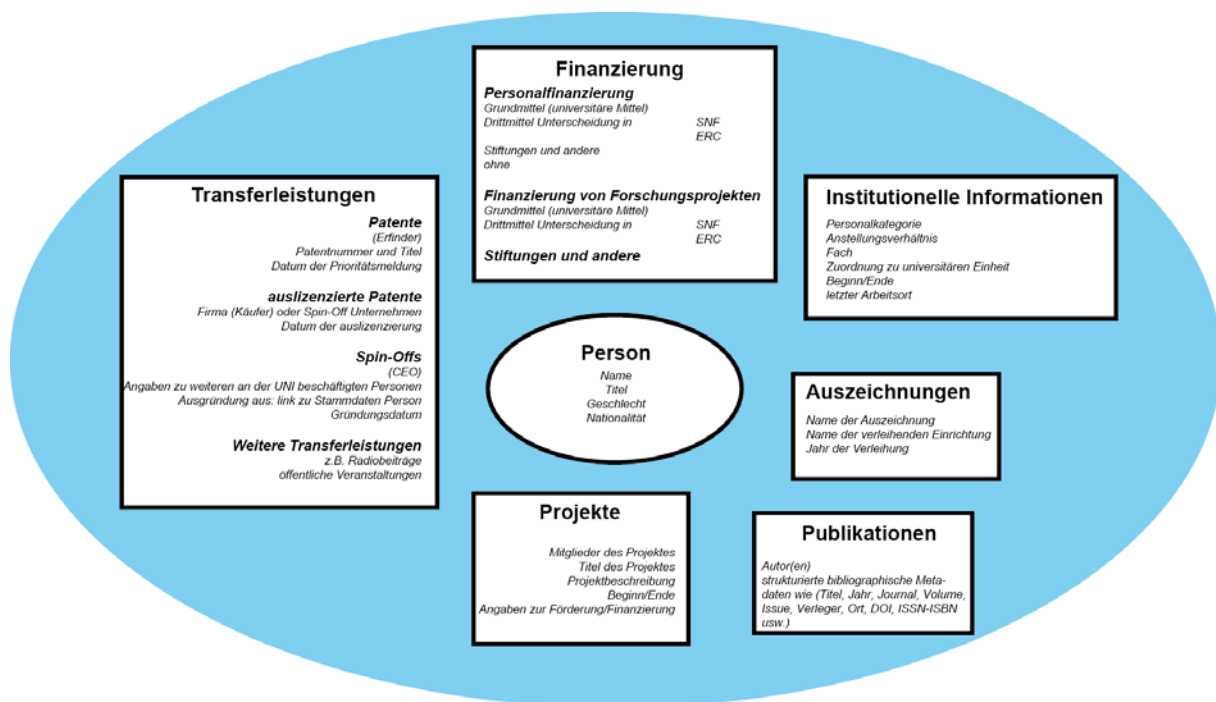 Finanzierung
Personalfinanzierung
Grundmittel (universitäre Mittel)
Drittmittel Unterscheidung in SNF
ERC
Stiftungen und andere
ohne
Finanzierung von Forschungsprojekten
Grundmittel (universitäre Mittel)
Drittmittel Unterscheidung in SNF
ERC
Stiftungen und andere
Transferleistungen
Patente
(Erfinder)
Patentnummer und Titel
Datum der Prioritätsmeldung
auslizenzierte Patente
Firma (Käufer) oder Spin-Off Unternehmen
Datum der auslizenzierung
Spin-Offs
(CEO)
Angaben zu weiteren an der UNI beschäftigten Personen
Ausgründung aus: link zu Stammdaten Person
Gründungsdatum
Weitere Transferleistungen
z.B. Radiobeiträge
öffentliche Veranstaltungen
Institutionelle Informationen
Personalkategorie
Anstellungsverhältnis
Fach
Zuordnung zu universitären Einheit
Beginn/Ende
letzter Arbeitsort
Person
Name
Titel
Geschlecht
Nationalität
Auszeichnungen
Name der Auszeichnung
Name der verleihenden Einrichtung
Jahr der Verleihung
Projekte
Mitglieder des Projektes
Titel des Projektes
Projektbeschreibung
Beginn/Ende
Angaben zur Förderung/Finanzierung
Publikationen
Autor(en)
strukturierte bibliographische Meta-
daten wie (Titel, Jahr, Journal, Volume,
Issue, Verleger, Ort, DOI, ISSN-ISBN
usw.)